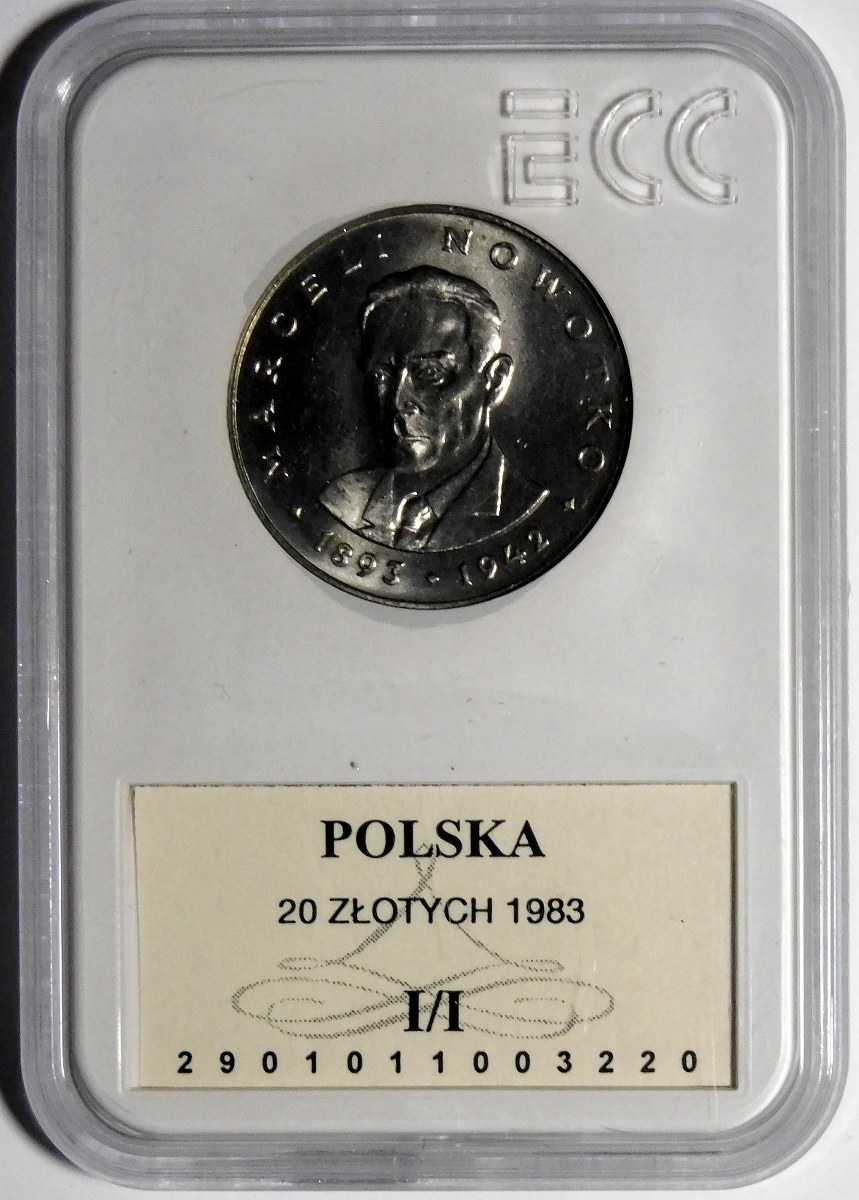 ECC
MARCELI NOWOTKO
1893 • 1942
POLSKA
20 ZŁOTYCH 1983
I/I
2901011003220